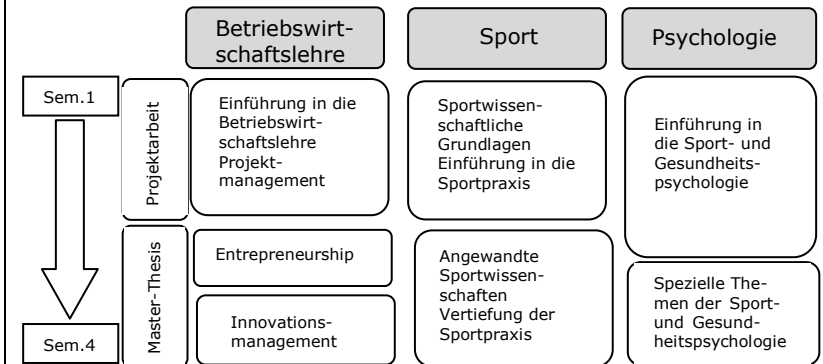 Betriebswirt-
schaftslehre
Sport
Psychologie
Sem.1
Projektarbeit
Einführung in die
Betriebswirt-
schaftslehre
Projekt-
management
Sportwissen-
schaftliche
Grundlagen
Einführung in die
Sportpraxis
Einführung in
die Sport- und
Gesundheits-
psychologie
Sem.4
Master-Thesis
Entrepreneurship
Innovations-
management
Angewandte
Sportwissen-
schaften
Vertiefung der
Sportpraxis
Spezielle The-
men der Sport-
und Gesund-
heitspsychologie